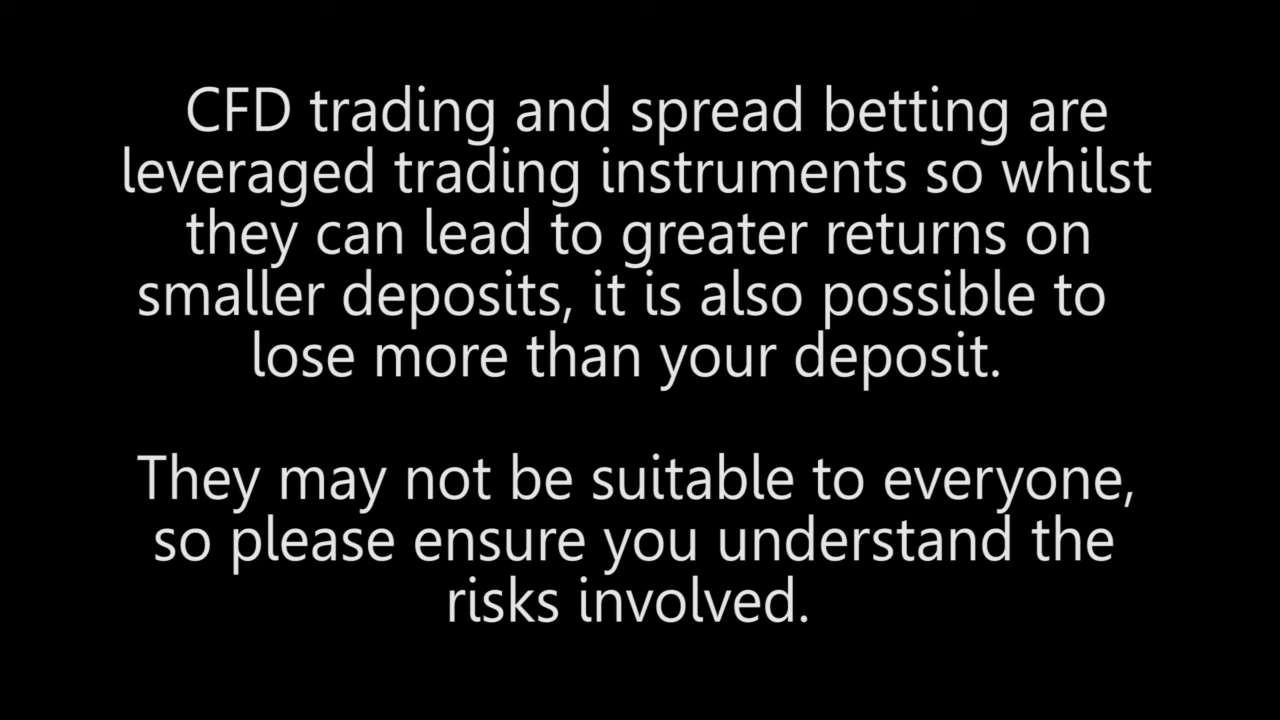 CFD trading and spread betting are
leveraged trading instruments so whilst
they can lead to greater returns on
smaller deposits, it is also possible to
lose more than your deposit.
They may not be suitable to everyone,
so please ensure you understand the
risks involved.